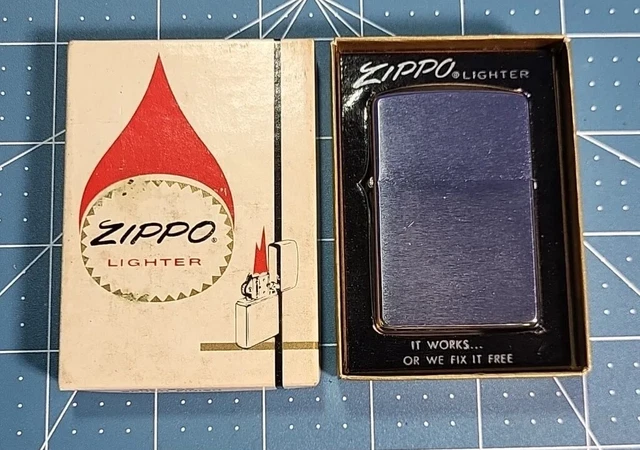 ZIPPO®
LIGHTER
ZIPPO® LIGHTER
IT WORKS...
OR WE FIX IT FREE